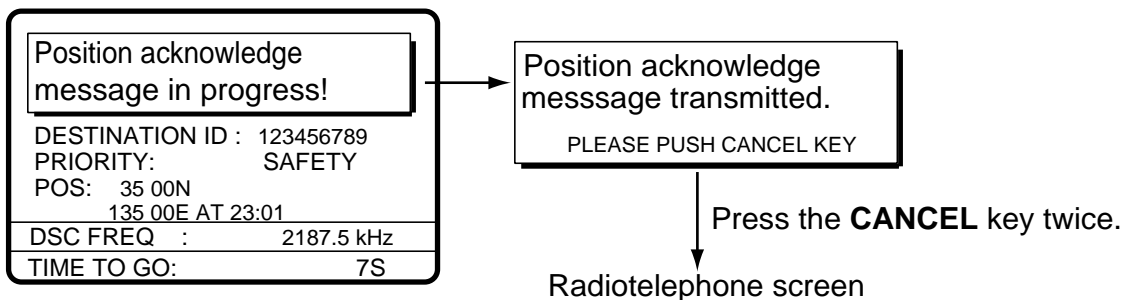 Position acknowledge
message in progress!
DESTINATION ID : 123456789
PRIORITY: SAFETY
POS: 35 00N
135 00E AT 23:01
DSC FREQ : 2187.5 kHz
TIME TO GO: 7S
Position acknowledge
messsage transmitted.
PLEASE PUSH CANCEL KEY
Press the CANCEL key twice.
Radiotelephone screen